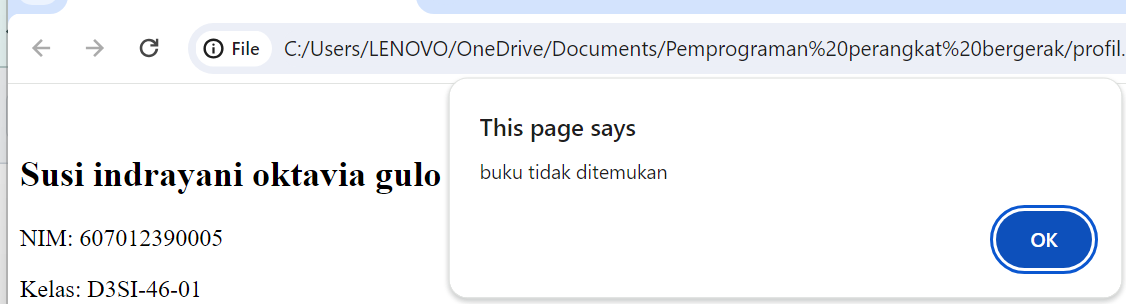 File C:/Users/LENOVO/OneDrive/Documents/Pemprograman%20perangkat%20bergerak/profil.
This page says
buku tidak ditemukan
OK
Susi indrayani oktavia gulo
NIM: 607012390005
Kelas: D3SI-46-01